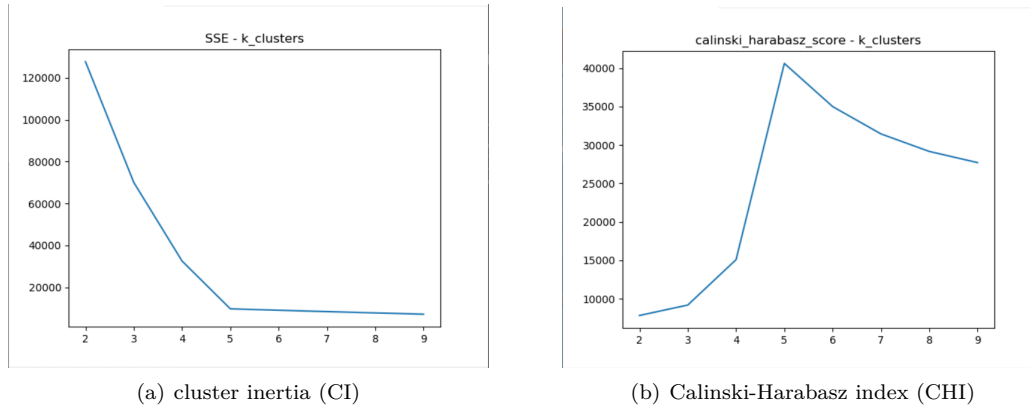 SSE - k_clusters
120000
100000
80000
60000
40000
20000
2 3 4 5 6 7 8 9
(a) cluster inertia (CI)
calinski_harabasz_score - k_clusters
40000
35000
30000
25000
20000
15000
10000
2 3 4 5 6 7 8 9
(b) Calinski-Harabasz index (CHI)